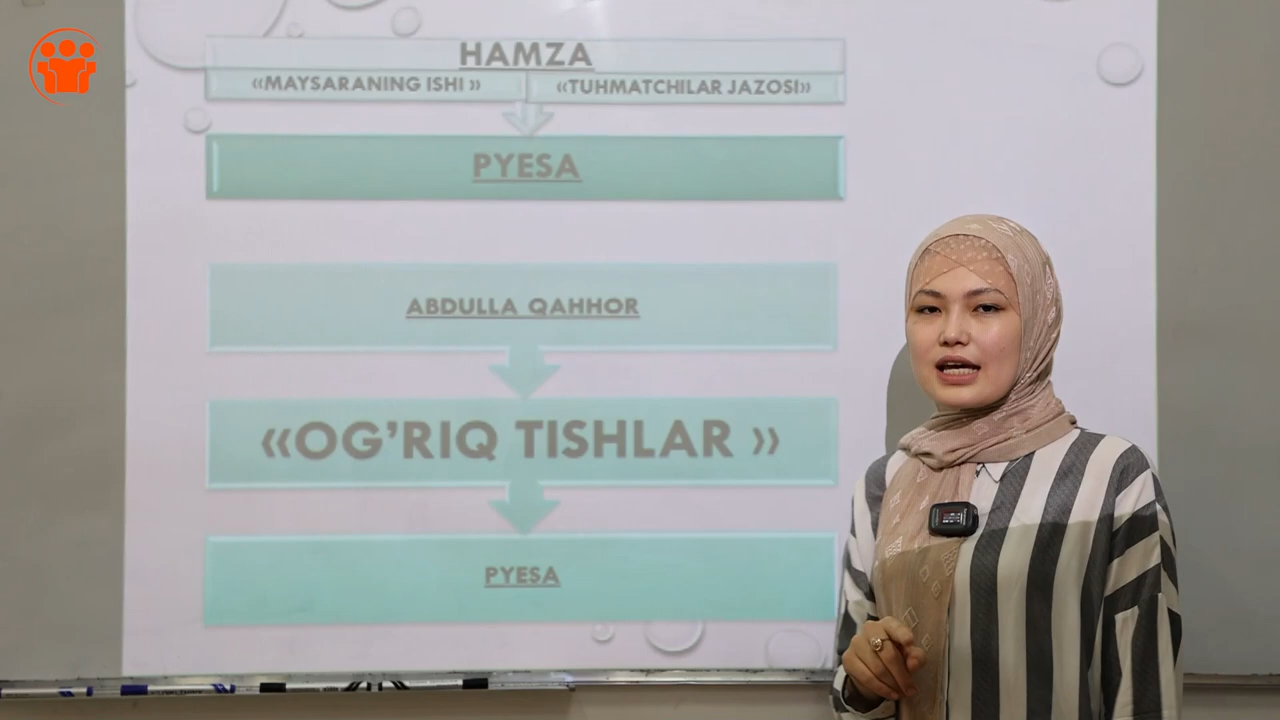 HAMZA
«MAYSARANING ISHI »
«TUHMATCHILAR JAZOSI»
PYESA
ABDULLA QAHHOR
«OG’RIQ TISHLAR »
PYESA